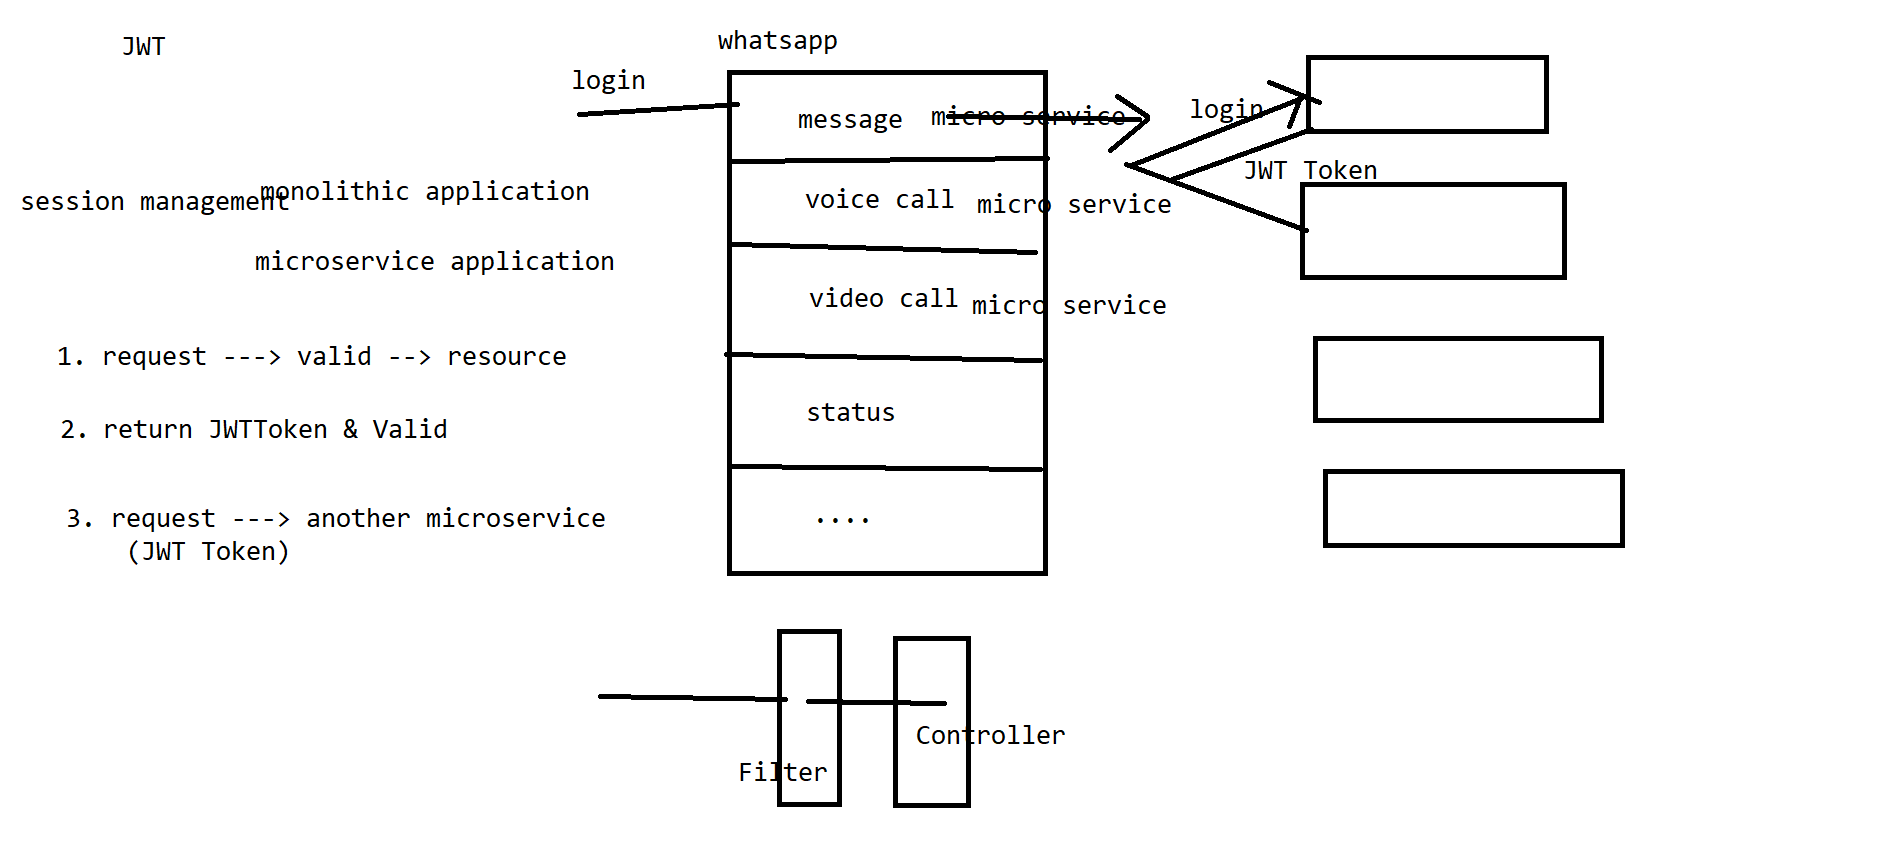 JWT
whatsapp
login
message
micro service
login
JWT Token
session management
monolithic application
voice call
micro service
microservice application
video call
micro service
1. request ---> valid --> resource
status
2. return JWTToken & Valid
3. request ---> another microservice
(JWT Token)
....
Controller
Filter